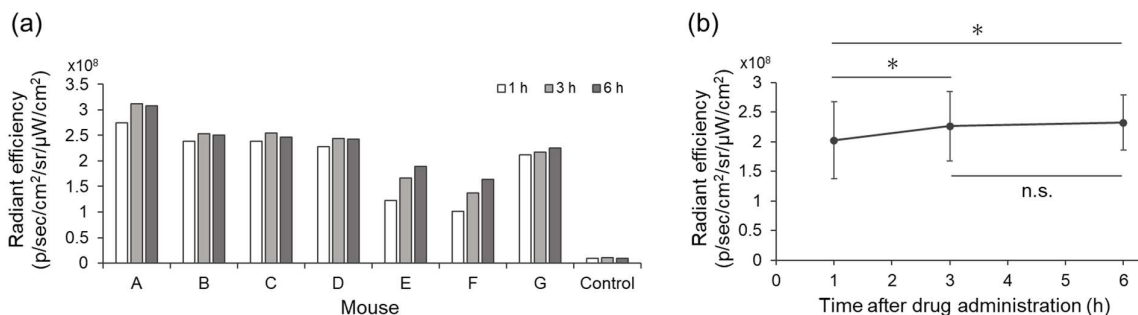 (a)
x10⁸
Radiant efficiency
(p/sec/cm²/sr/μW/cm²)
3.5
3
2.5
2
1.5
1
0.5
0
1 h 3 h 6 h
A B C D E F G Control
Mouse
(b)
x10⁸
Radiant efficiency
(p/sec/cm²/sr/μW/cm²)
3
2.5
2
1.5
1
0.5
0
*
*
n.s.
0 1 2 3 4 5 6
Time after drug administration (h)